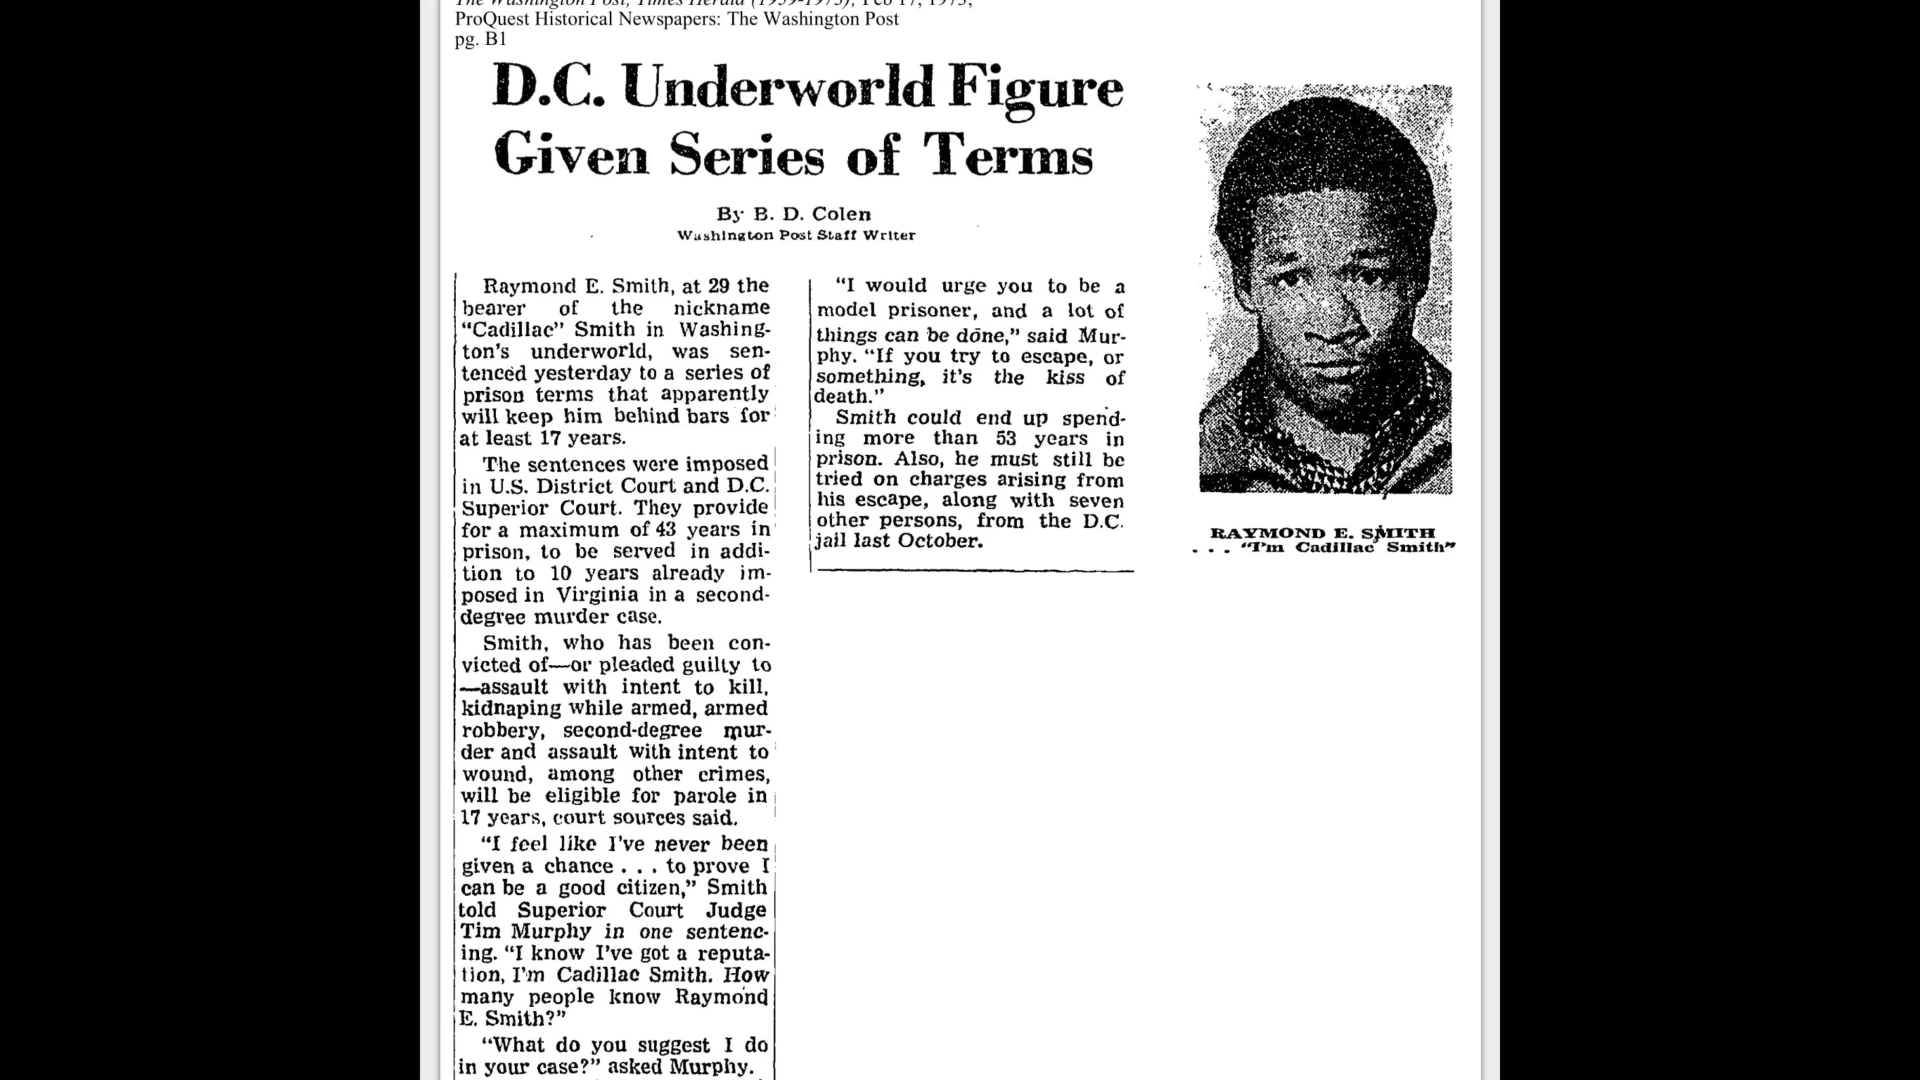 The Washington Post, Times Herald (1959-1973); Feb 17, 1973;
ProQuest Historical Newspapers: The Washington Post
pg. B1
D.C. Underworld Figure
Given Series of Terms
By B. D. Colen
Washington Post Staff Writer
Raymond E. Smith, at 29 the
bearer of the nickname
“Cadillac” Smith in Washing-
ton's underworld, was sen-
tenced yesterday to a series of
prison terms that apparently
will keep him behind bars for
at least 17 years.
The sentences were imposed
in U.S. District Court and D.C.
Superior Court. They provide
for a maximum of 43 years in
prison, to be served in addi-
tion to 10 years already im-
posed in Virginia in a second-
degree murder case.
Smith, who has been con-
victed of—or pleaded guilty to
—assault with intent to kill,
kidnaping while armed, armed
robbery, second-degree mur-
der and assault with intent to
wound, among other crimes,
will be eligible for parole in
17 years, court sources said.
“I feel like I've never been
given a chance . . . to prove I
can be a good citizen,” Smith
told Superior Court Judge
Tim Murphy in one sentenc-
ing. “I know I've got a reputa-
tion, I'm Cadillac Smith. How
many people know Raymond
E. Smith?”
“What do you suggest I do
in your case?” asked Murphy.
“I would urge you to be a
model prisoner, and a lot of
things can be done,” said Mur-
phy. “If you try to escape, or
something, it's the kiss of
death.”
Smith could end up spend-
ing more than 53 years in
prison. Also, he must still be
tried on charges arising from
his escape, along with seven
other persons, from the D.C.
jail last October.
RAYMOND E. SMITH
. . . “I'm Cadillac Smith”